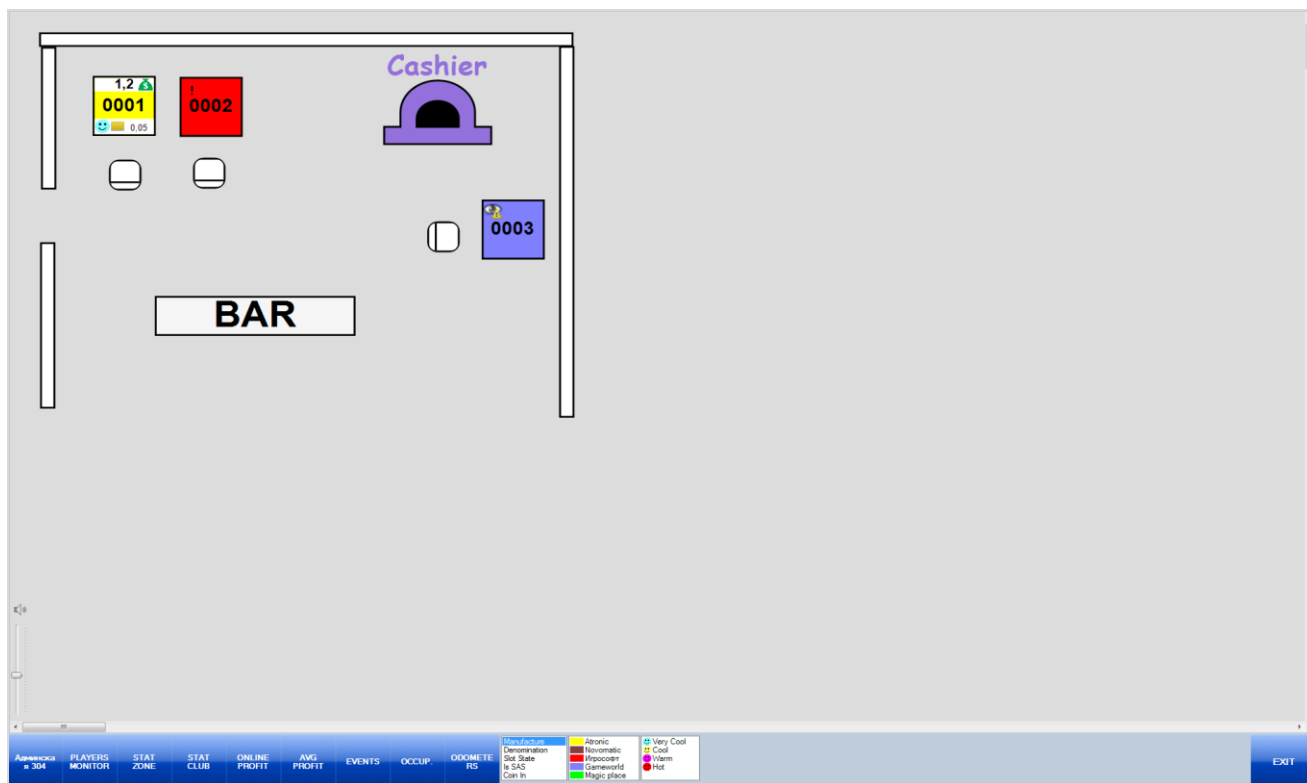 Cashier
1,2
0001
0,05
!
0002
0003
BAR
Админска
я 304
PLAYERS
MONITOR
STAT
ZONE
STAT
CLUB
ONLINE
PROFIT
AVG
PROFIT
EVENTS
OCCUP.
ODOMETE
RS
Manufacture
Denomination
Slot State
Is SAS
Coin In
Atronic
Novomatic
Игрософт
Gameworld
Magic place
Very Cool
Cool
Warm
Hot
EXIT